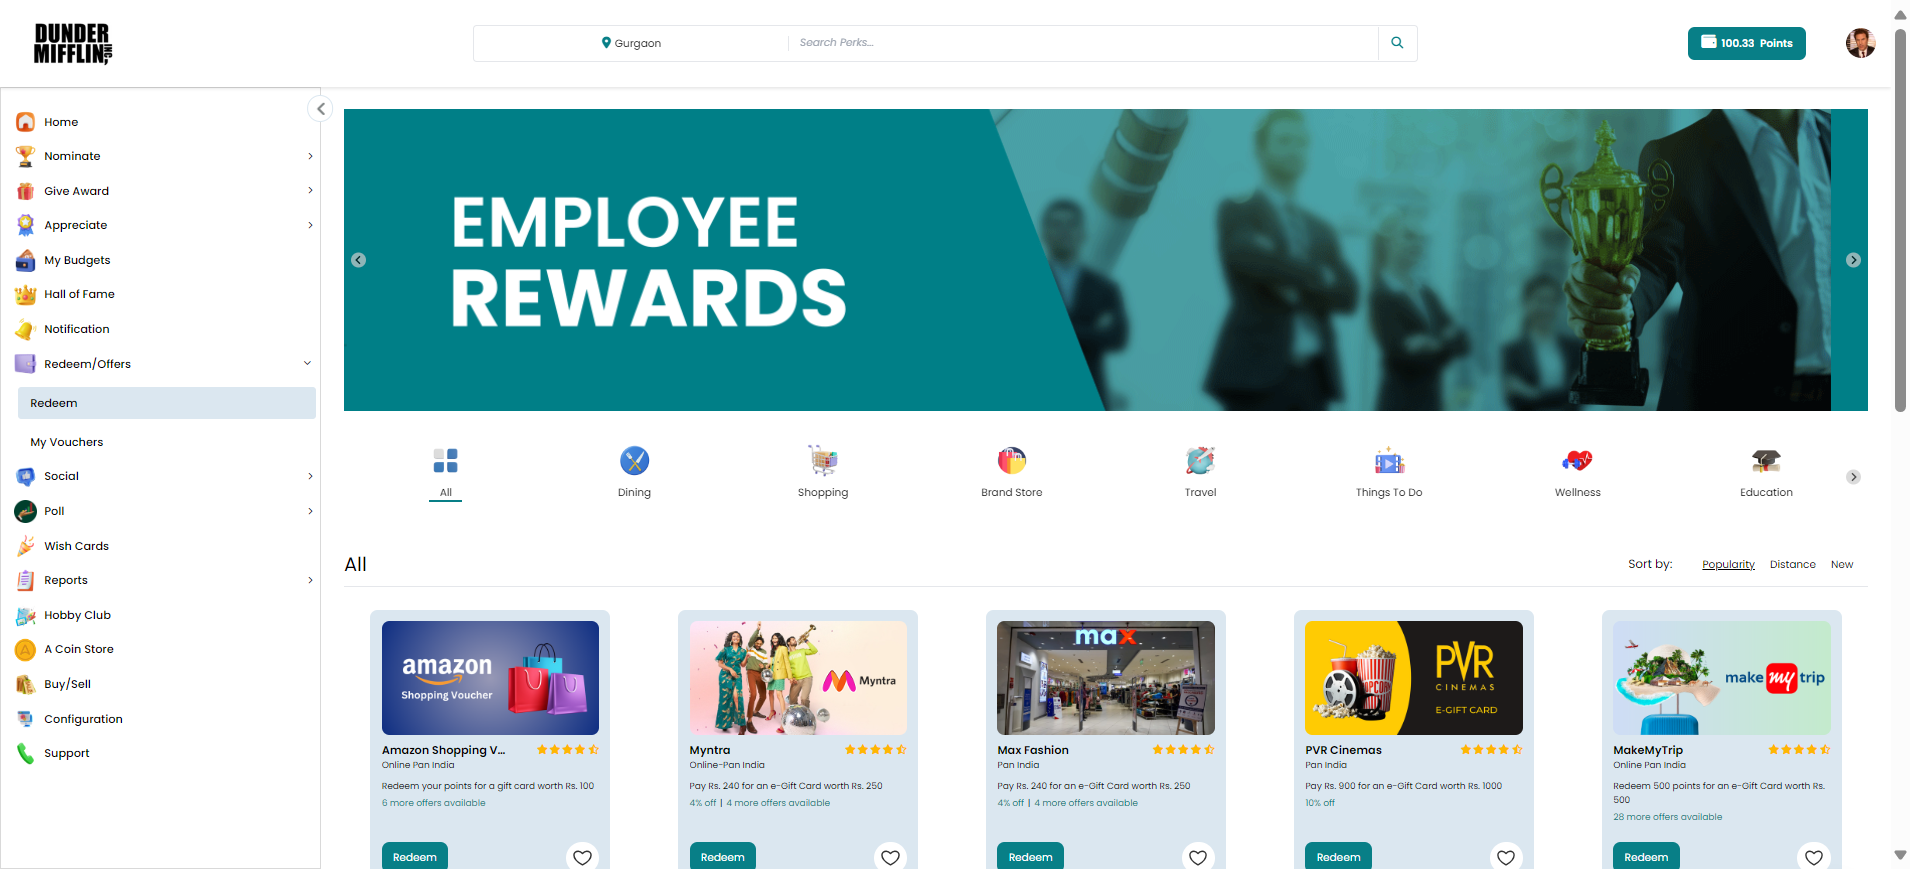 DUNDER
MIFFLIN, INC
Gurgaon
Search Perks...
100.33 Points
Home
Nominate
Give Award
Appreciate
My Budgets
Hall of Fame
Notification
Redeem/Offers
Redeem
My Vouchers
Social
Poll
Wish Cards
Reports
Hobby Club
A Coin Store
Buy/Sell
Configuration
Support
EMPLOYEE
REWARDS
All
Dining
Shopping
Brand Store
Travel
Things To Do
Wellness
Education
All
Sort by: Popularity Distance New
amazon
Shopping Voucher
Amazon Shopping V...
Online Pan India
Redeem your points for a gift card worth Rs. 100
6 more offers available
Redeem
Myntra
Myntra
Online-Pan India
Pay Rs. 240 for an e-Gift Card worth Rs. 250
4% off | 4 more offers available
Redeem
max
Max Fashion
Pan India
Pay Rs. 240 for an e-Gift Card worth Rs. 250
4% off | 4 more offers available
Redeem
POPCORN
PVR
CINEMAS
E-GIFT CARD
PVR Cinemas
Pan India
Pay Rs. 900 for an e-Gift Card worth Rs. 1000
10% off
Redeem
make my trip
MakeMyTrip
Online Pan India
Redeem 500 points for an e-Gift Card worth Rs.
500
28 more offers available
Redeem